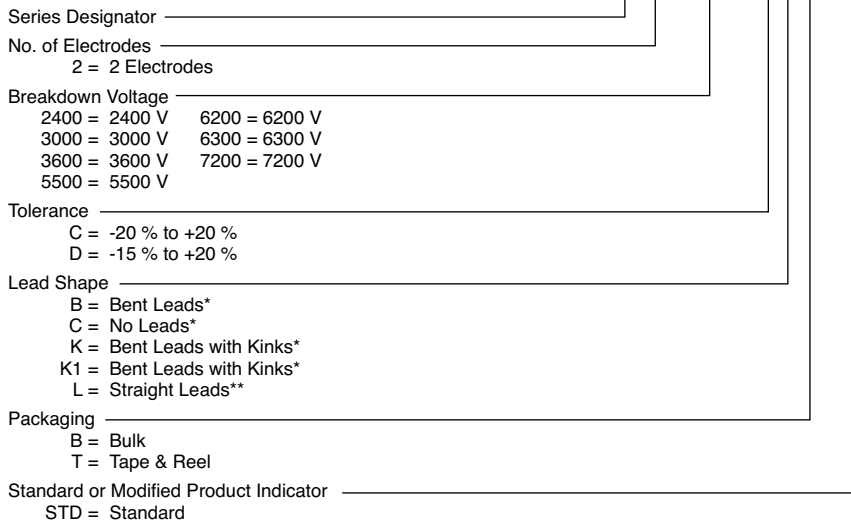 Series Designator
No. of Electrodes
2 = 2 Electrodes
Breakdown Voltage
2400 = 2400 V 6200 = 6200 V
3000 = 3000 V 6300 = 6300 V
3600 = 3600 V 7200 = 7200 V
5500 = 5500 V
Tolerance
C = -20 % to +20 %
D = -15 % to +20 %
Lead Shape
B = Bent Leads*
C = No Leads*
K = Bent Leads with Kinks*
K1 = Bent Leads with Kinks*
L = Straight Leads**
Packaging
B = Bulk
T = Tape & Reel
Standard or Modified Product Indicator
STD = Standard